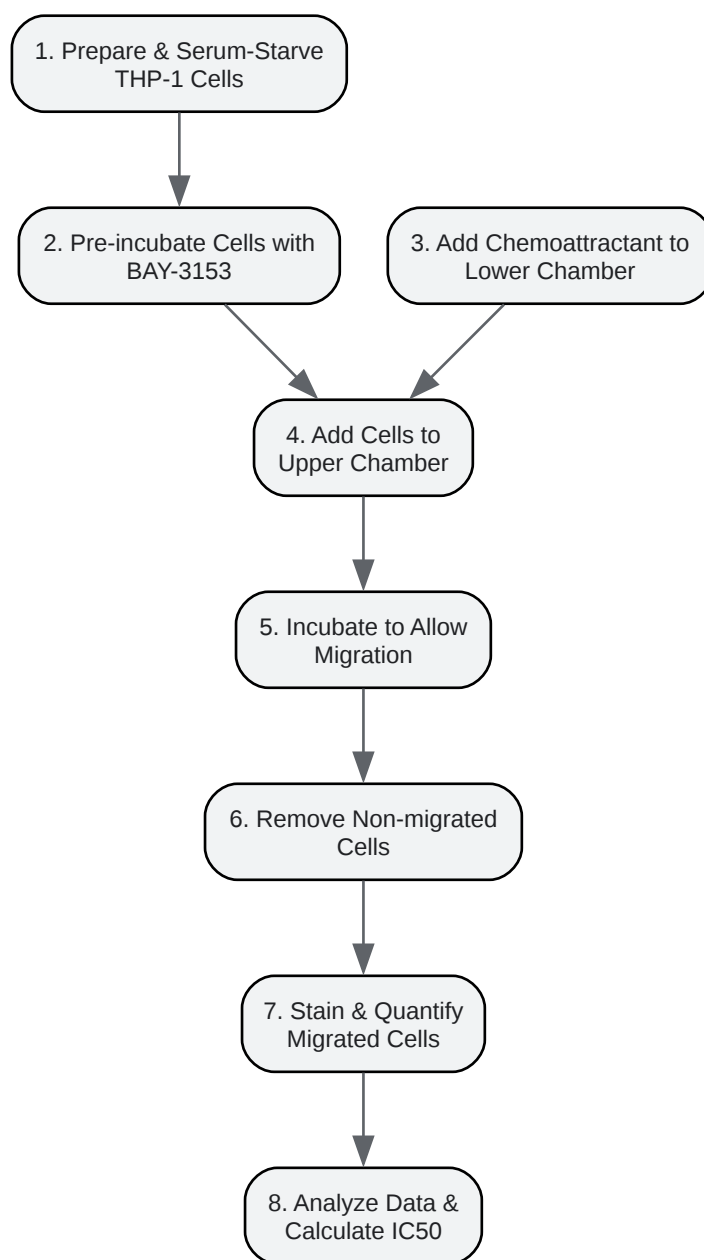 1. Prepare & Serum-Starve
THP-1 Cells
2. Pre-incubate Cells with
BAY-3153
3. Add Chemoattractant to
Lower Chamber
4. Add Cells to
Upper Chamber
5. Incubate to Allow
Migration
6. Remove Non-migrated
Cells
7. Stain & Quantify
Migrated Cells
8. Analyze Data &
Calculate IC50